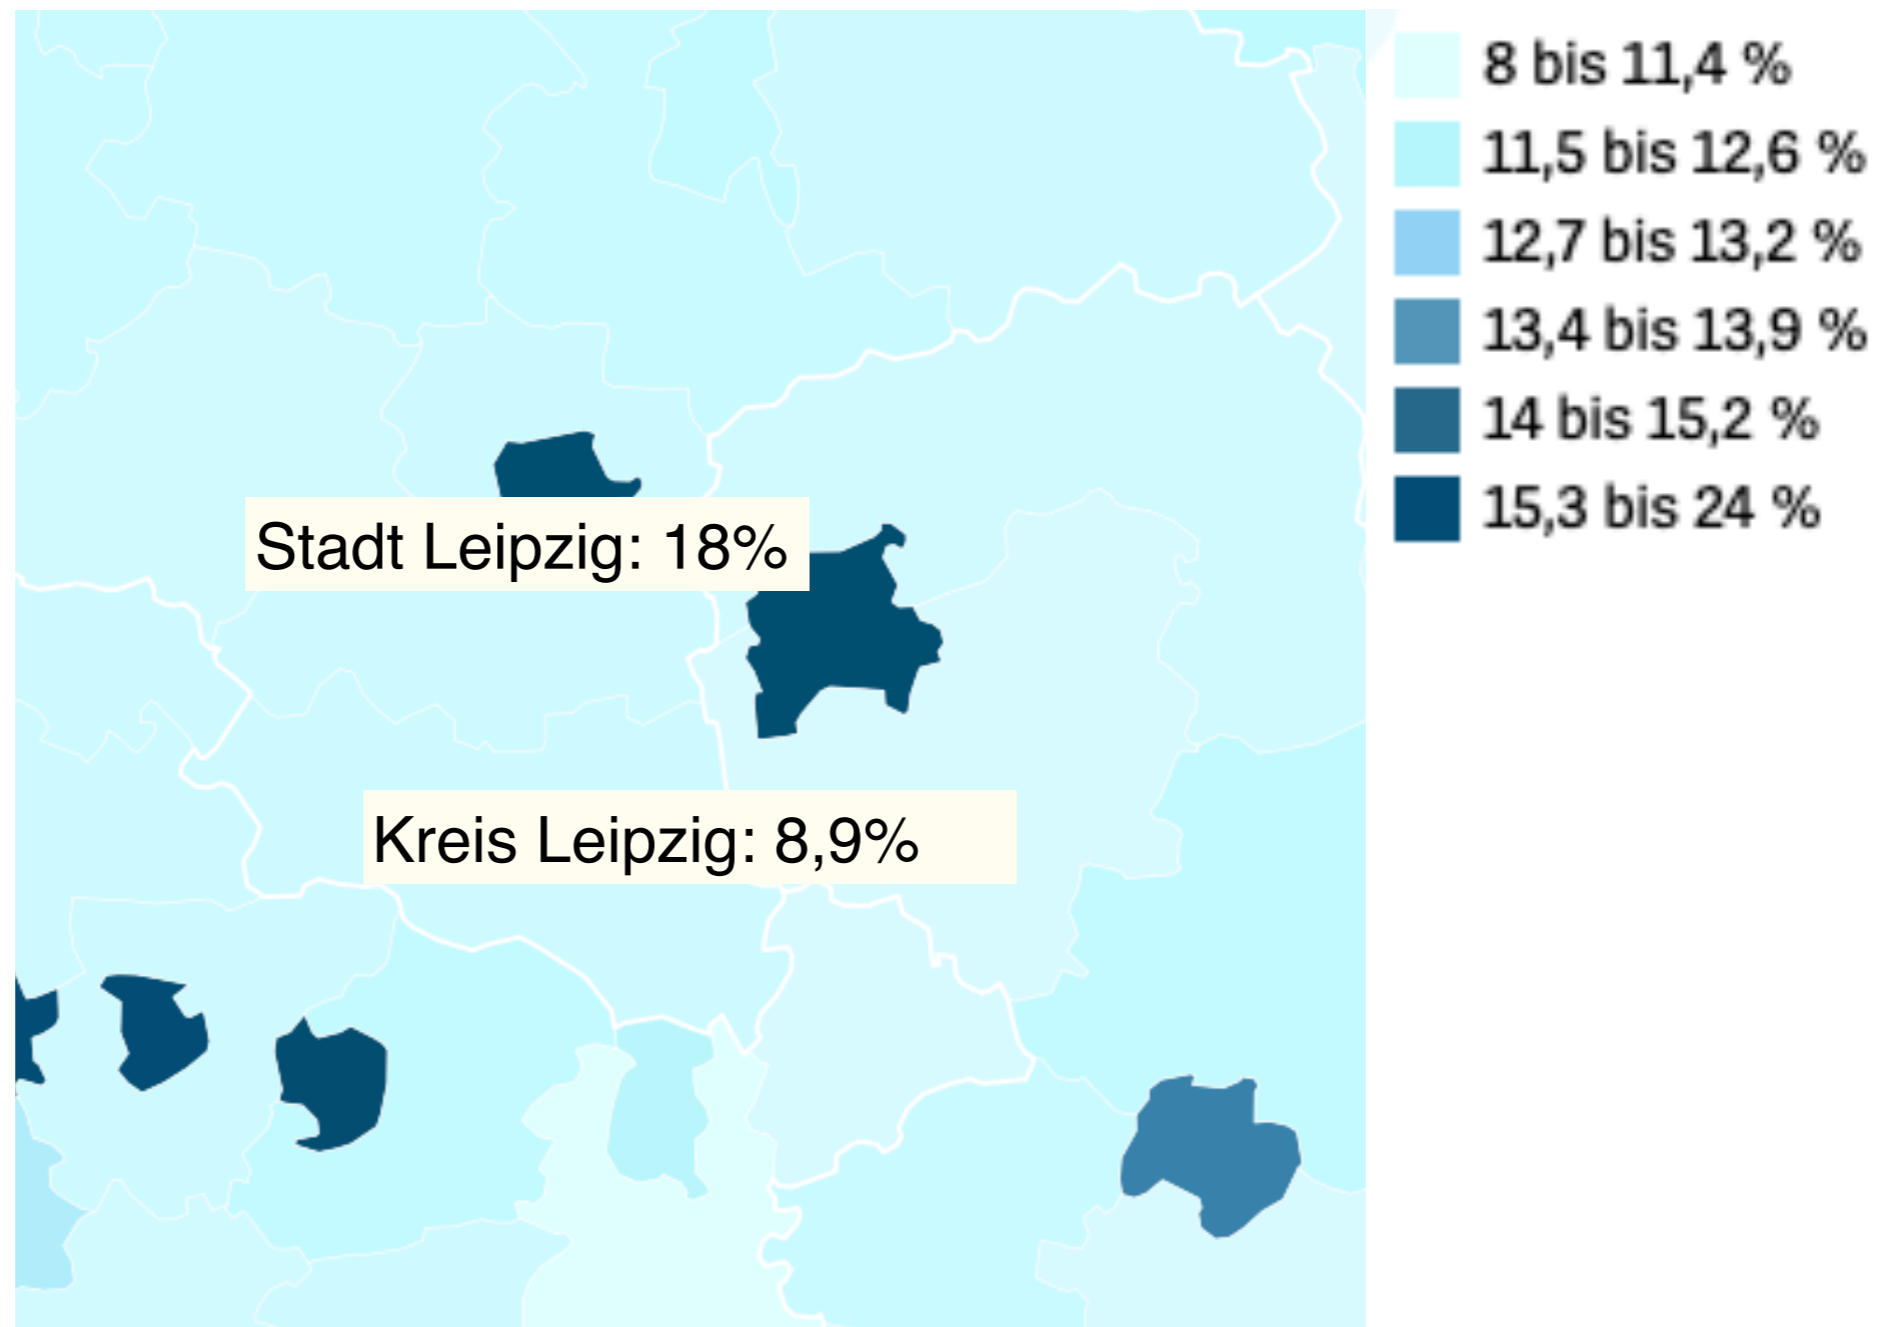 8 bis 11,4 %
11,5 bis 12,6 %
12,7 bis 13,2 %
13,4 bis 13,9 %
14 bis 15,2 %
15,3 bis 24 %
Stadt Leipzig: 18%
Kreis Leipzig: 8,9%